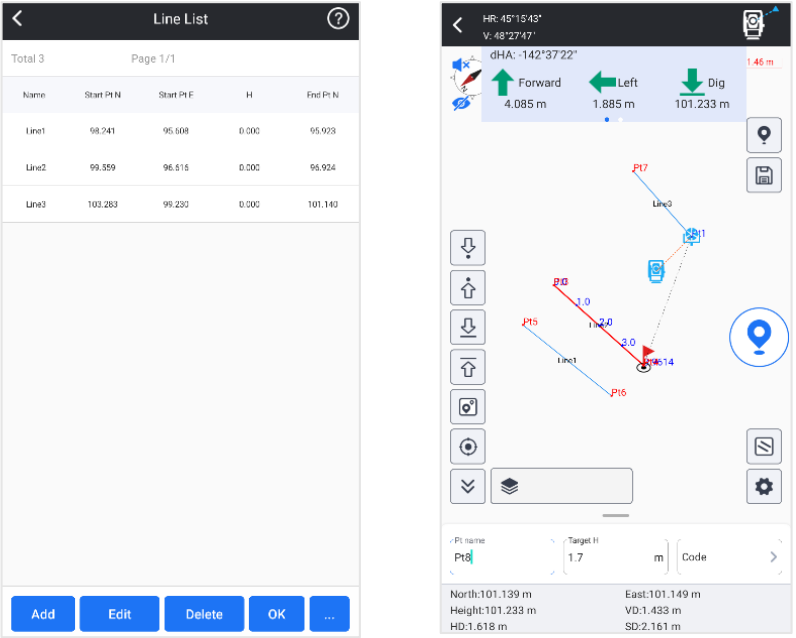 Line List
?
Total 3
Page 1/1
Name Start Pt N Start Pt E H End Pt N
Line1 98.241 95.608 0.000 95.923
Line2 99.559 96.616 0.000 96.924
Line3 103.283 99.230 0.000 101.140
Add Edit Delete OK ...
HR: 45°15'43"
V: 48°27'47"
dHA: -142°37'22"
1.46 m
Forward Left Dig
4.085 m 1.885 m 101.233 m
Pt7
Line3
Pt1
1.0
Pt5
2.0
3.0
Line1
Pt6
Pt name
Pt8
Target H
1.7 m
Code
North:101.139 m East:101.149 m
Height:101.233 m VD:1.433 m
HD:1.618 m SD:2.161 m